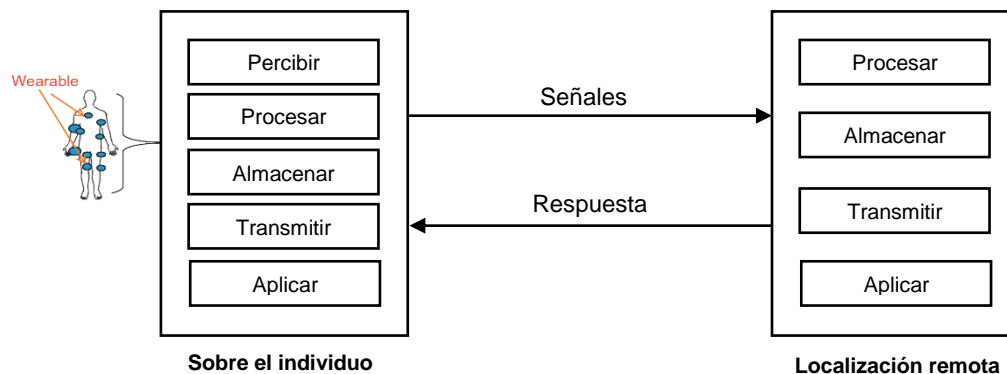 Wearable
Percibir
Procesar
Almacenar
Transmitir
Aplicar
Sobre el individuo
Señales
Respuesta
Procesar
Almacenar
Transmitir
Aplicar
Localización remota